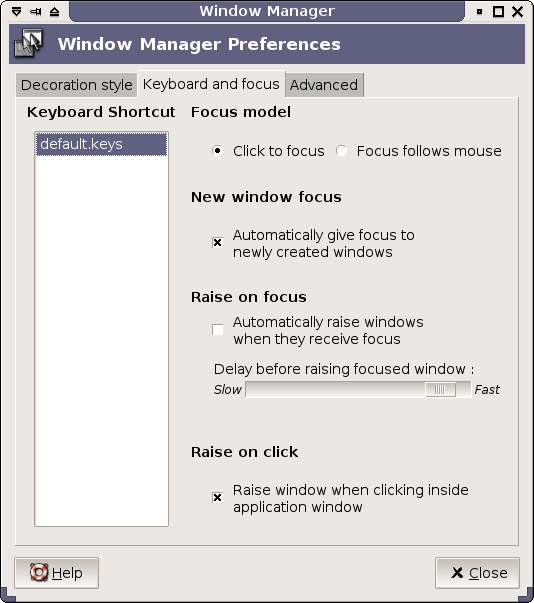 Window Manager
Window Manager Preferences
Decoration style
Keyboard and focus
Advanced
Keyboard Shortcut
default.keys
Focus model
Click to focus
Focus follows mouse
New window focus
Automatically give focus to
newly created windows
Raise on focus
Automatically raise windows
when they receive focus
Delay before raising focused window :
Slow
Fast
Raise on click
Raise window when clicking inside
application window
Help
Close